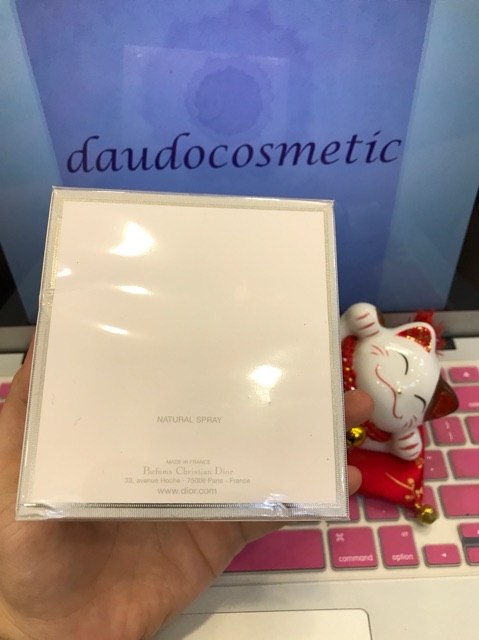 daudocosmetic
NATURAL SPRAY
MADE IN FRANCE
Parfums Christian Dior
33, avenue Hoche - 75008 Paris - France
www.dior.com
⌘
command
option